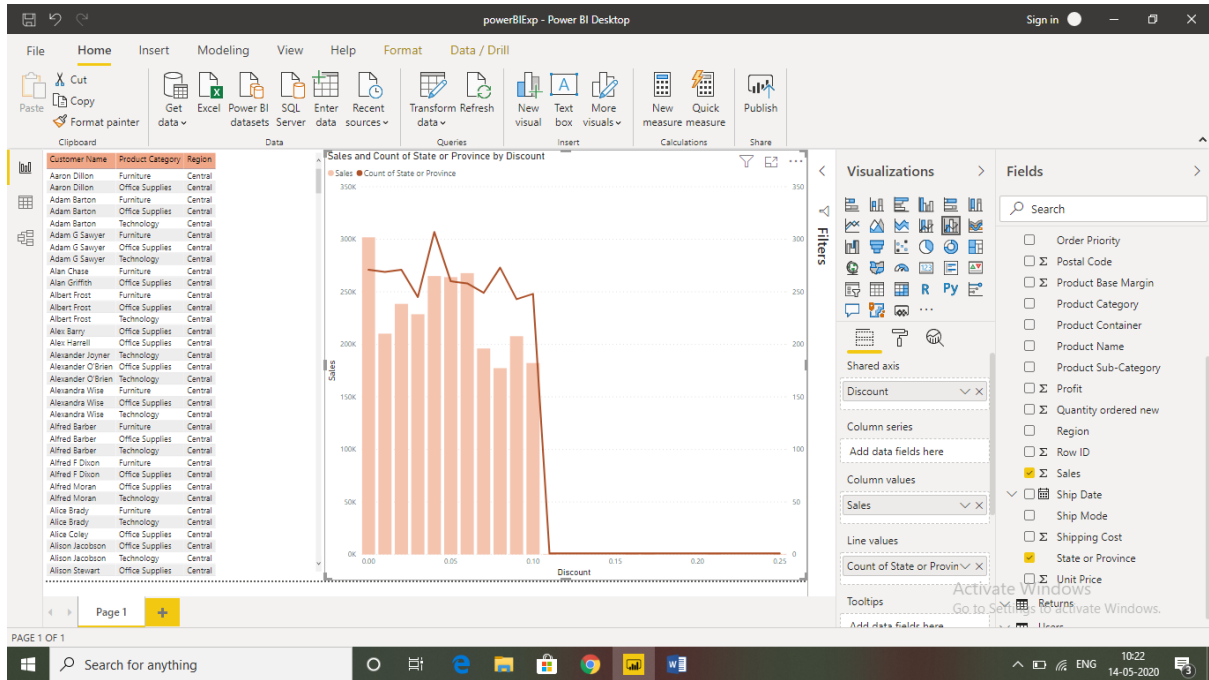 powerBIExp - Power BI Desktop
Sign in
File Home Insert Modeling View Help Format Data / Drill
Paste
Cut
Copy
Format painter
Get data
Excel
Power BI datasets
SQL Server
Enter data
Recent sources
Transform data
Refresh
New visual
Text box
More visuals
New measure
Quick measure
Publish
Clipboard Data Queries Insert Calculations Share
Customer Name Product Category Region
Aaron Dillon Furniture Central
Aaron Dillon Office Supplies Central
Adam Barton Furniture Central
Adam Barton Office Supplies Central
Adam Barton Technology Central
Adam G Sawyer Furniture Central
Adam G Sawyer Office Supplies Central
Adam G Sawyer Technology Central
Alan Chase Furniture Central
Alan Griffith Office Supplies Central
Albert Frost Furniture Central
Albert Frost Office Supplies Central
Albert Frost Technology Central
Alex Barry Office Supplies Central
Alex Harrell Office Supplies Central
Alexander Joyner Technology Central
Alexander O'Brien Office Supplies Central
Alexander O'Brien Technology Central
Alexandra Wise Furniture Central
Alexandra Wise Office Supplies Central
Alexandra Wise Technology Central
Alfred Barber Furniture Central
Alfred Barber Office Supplies Central
Alfred Barber Technology Central
Alfred F Dixon Furniture Central
Alfred F Dixon Office Supplies Central
Alfred Moran Office Supplies Central
Alfred Moran Technology Central
Alice Brady Furniture Central
Alice Brady Technology Central
Alice Coley Office Supplies Central
Alison Jacobson Office Supplies Central
Alison Jacobson Technology Central
Alison Stewart Office Supplies Central
Sales and Count of State or Province by Discount
Sales Count of State or Province
350K 350
300K 300
250K 250
200K 200
150K 150
100K 100
50K 50
0K 0
Sales
0.00 0.05 0.10 0.15 0.20 0.25
Discount
Filters
Visualizations
123
R Py
Shared axis
Discount
Column series
Add data fields here
Column values
Sales
Line values
Count of State or Provin
Tooltips
Add data fields here
Fields
Search
Order Priority
Σ Postal Code
Σ Product Base Margin
Product Category
Product Container
Product Name
Product Sub-Category
Σ Profit
Σ Quantity ordered new
Region
Σ Row ID
Σ Sales
Ship Date
Ship Mode
Σ Shipping Cost
State or Province
Σ Unit Price
Returns
Users
Activate Windows
Go to Settings to activate Windows.
Page 1
PAGE 1 OF 1
Search for anything
ENG
10:22
14-05-2020
3